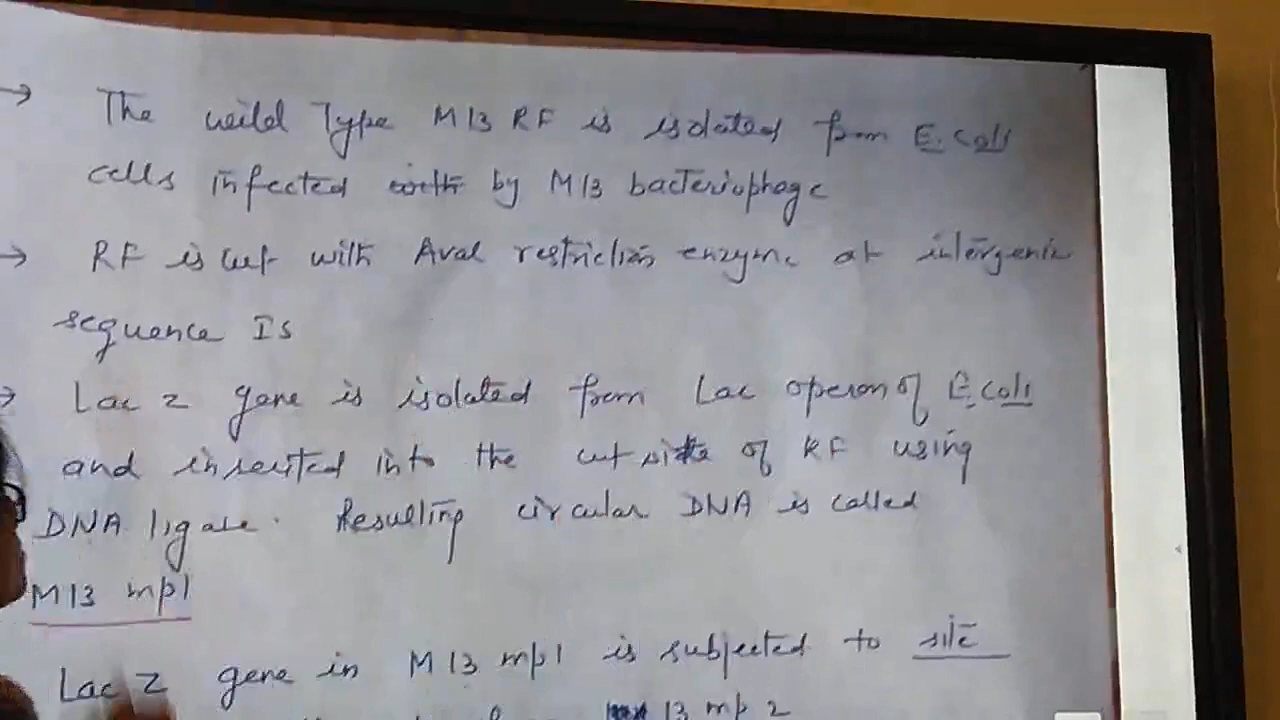 → The weild Type M13 RF is isolated from E. Coli
cells infected with by M13 bacteriophage
→ RF is cut with AvaI restriction enzyme at intergenic
sequence Is
→ Lac z gene is isolated from Lac operon of E. Coli
and inserted into the cut site of RF using
DNA ligase. Resulting circular DNA is called
M13 mp1
Lac Z gene in M13 mp1 is subjected to site
13 mp 2